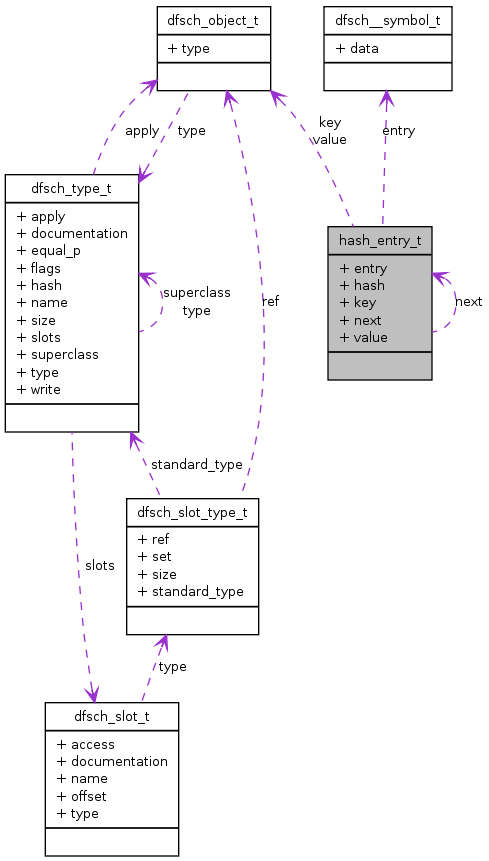 dfsch_object_t
+ type
dfsch__symbol_t
+ data
apply
type
key
value
entry
dfsch_type_t
+ apply
+ documentation
+ equal_p
+ flags
+ hash
+ name
+ size
+ slots
+ superclass
+ type
+ write
superclass
type
ref
hash_entry_t
+ entry
+ hash
+ key
+ next
+ value
next
standard_type
slots
dfsch_slot_type_t
+ ref
+ set
+ size
+ standard_type
type
dfsch_slot_t
+ access
+ documentation
+ name
+ offset
+ type